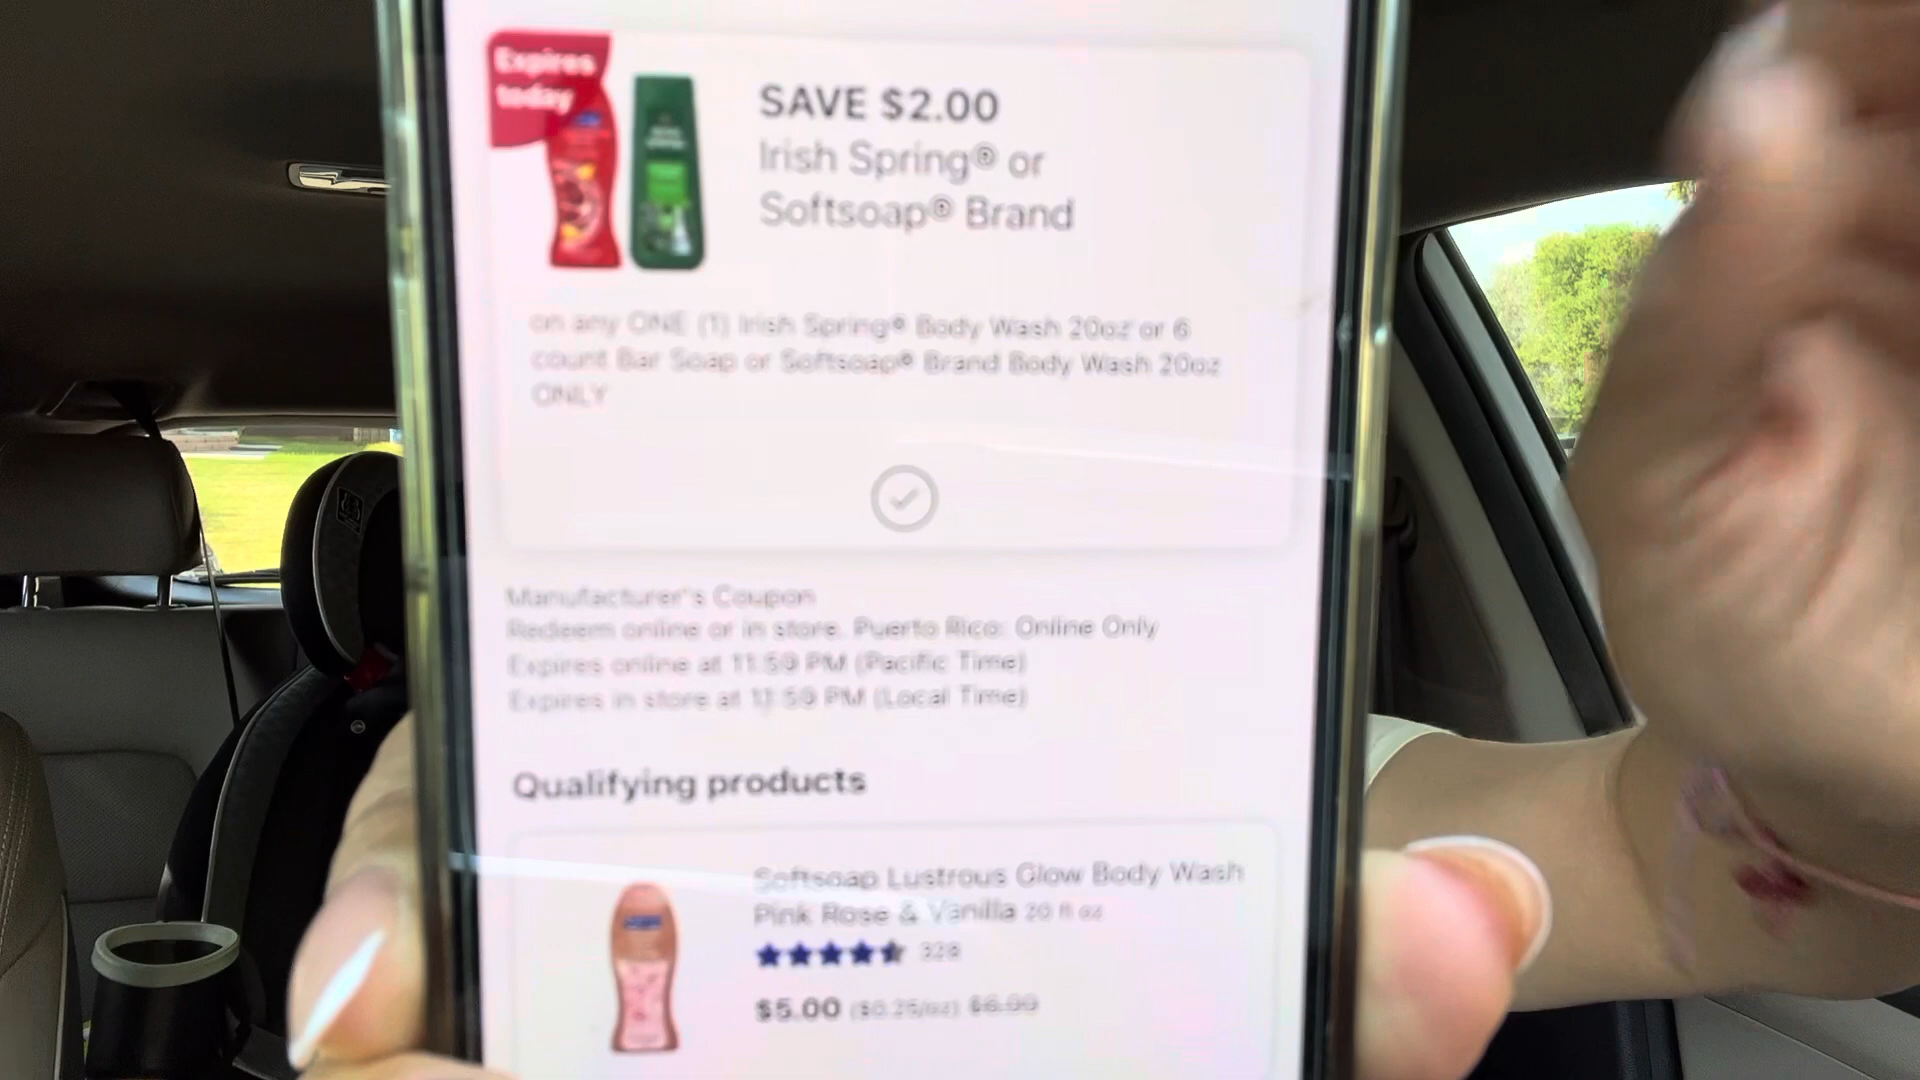 Expires
today
SAVE $2.00
Irish Spring® or
Softsoap® Brand
on any ONE (1) Irish Spring® Body Wash 20oz or 6
count Bar Soap or Softsoap® Brand Body Wash 20oz
ONLY
Manufacturer's Coupon
Redeem online or in store. Puerto Rico: Online Only
Expires online at 11:59 PM (Pacific Time)
Expires in store at 11:59 PM (Local Time)
Qualifying products
Softsoap Lustrous Glow Body Wash
Pink Rose & Vanilla 20 fl oz
328
$5.00 ($0.25/oz) $6.99